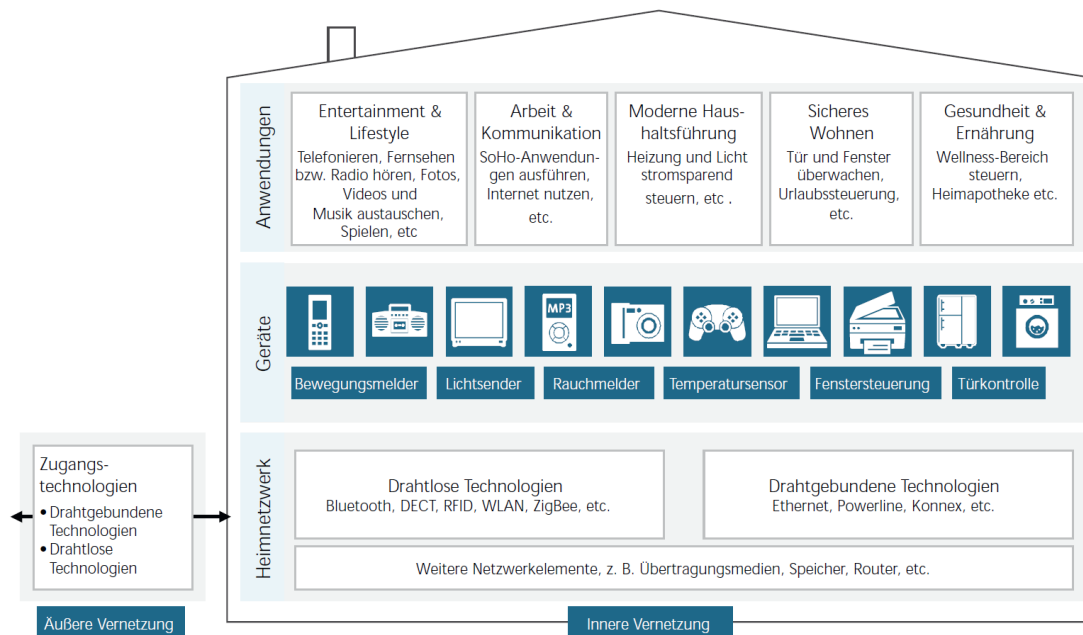 Anwendungen
Entertainment &
Lifestyle
Telefonieren, Fernsehen
bzw. Radio hören, Fotos,
Videos und
Musik austauschen,
Spielen, etc
Arbeit &
Kommunikation
SoHo-Anwendun-
gen ausführen,
Internet nutzen,
etc.
Moderne Haus-
haltsführung
Heizung und Licht
stromsparend
steuern, etc .
Sicheres
Wohnen
Tür und Fenster
überwachen,
Urlaubssteuerung,
etc.
Gesundheit &
Ernährung
Wellness-Bereich
steuern,
Heimapotheke etc.
Geräte
MP3
Bewegungsmelder
Lichtsender
Rauchmelder
Temperatursensor
Fenstersteuerung
Türkontrolle
Zugangs-
technologien
• Drahtgebundene
Technologien
• Drahtlose
Technologien
Äußere Vernetzung
Heimnetzwerk
Drahtlose Technologien
Bluetooth, DECT, RFID, WLAN, ZigBee, etc.
Drahtgebundene Technologien
Ethernet, Powerline, Konnex, etc.
Weitere Netzwerkelemente, z. B. Übertragungsmedien, Speicher, Router, etc.
Innere Vernetzung